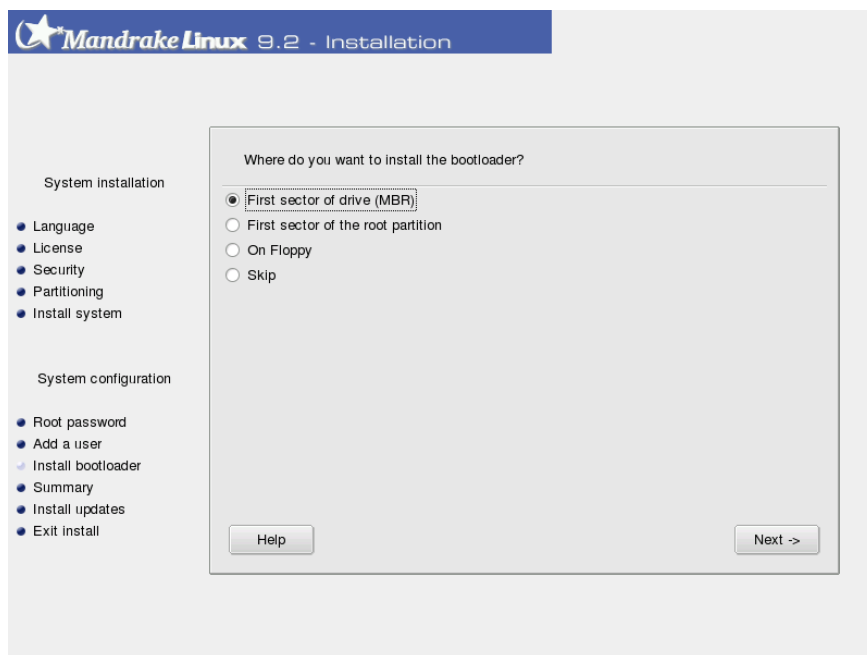 Mandrake Linux 9.2 - Installation
System installation
Language
License
Security
Partitioning
Install system
System configuration
Root password
Add a user
Install bootloader
Summary
Install updates
Exit install
Where do you want to install the bootloader?
First sector of drive (MBR)
First sector of the root partition
On Floppy
Skip
Help
Next ->